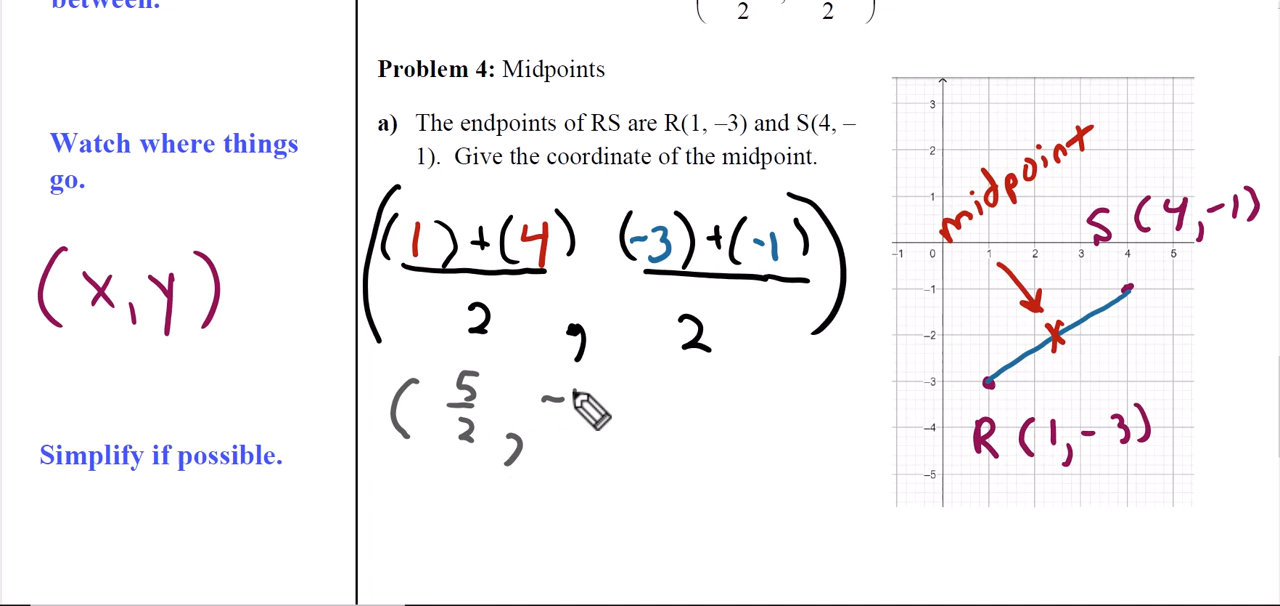 between.
( 2 , 2 )
Problem 4: Midpoints
a) The endpoints of RS are R(1, –3) and S(4, –
1). Give the coordinate of the midpoint.
Watch where things
go.
(x,y)
Simplify if possible.
((1)+(4) / 2 , (-3)+(-1) / 2)
(5/2, -
3
2
1
-1 0 1 2 3 4 5
-1
-2
-3
-4
-5
midpoint
S (4,-1)
R (1,-3)